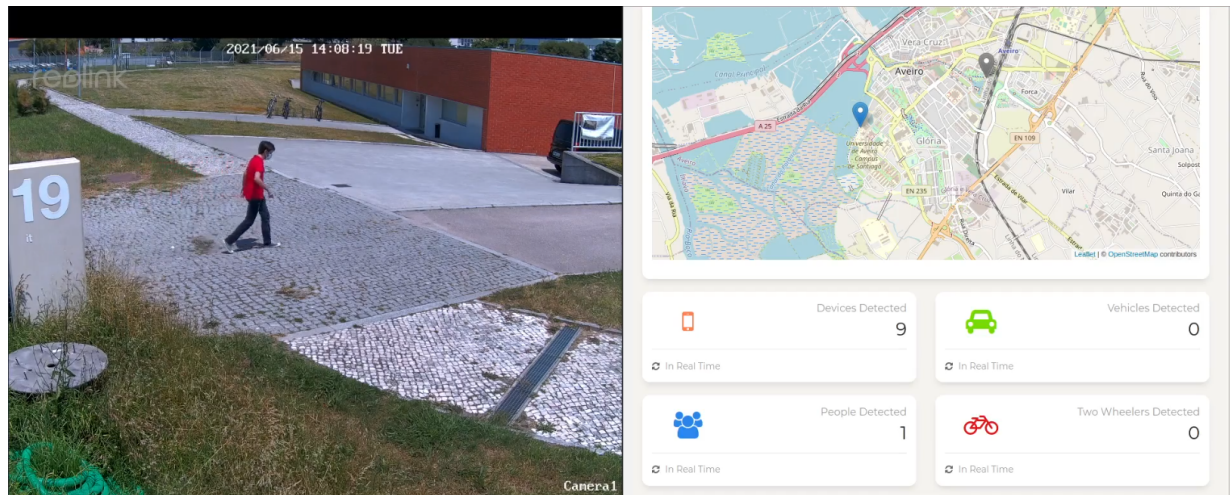 2021/06/15 14:08:19 TUE
reolink
19
Camera1
Vera Cruz
Aveiro
Aveiro
A 25
Forca
Universidade
de Aveiro
Campus
de Santiago
Glória
EN 109
Santa Joana
EN 235
Vilar
Leaflet | © OpenStreetMap contributors
Devices Detected
9
In Real Time
Vehicles Detected
0
In Real Time
People Detected
1
In Real Time
Two Wheelers Detected
0
In Real Time